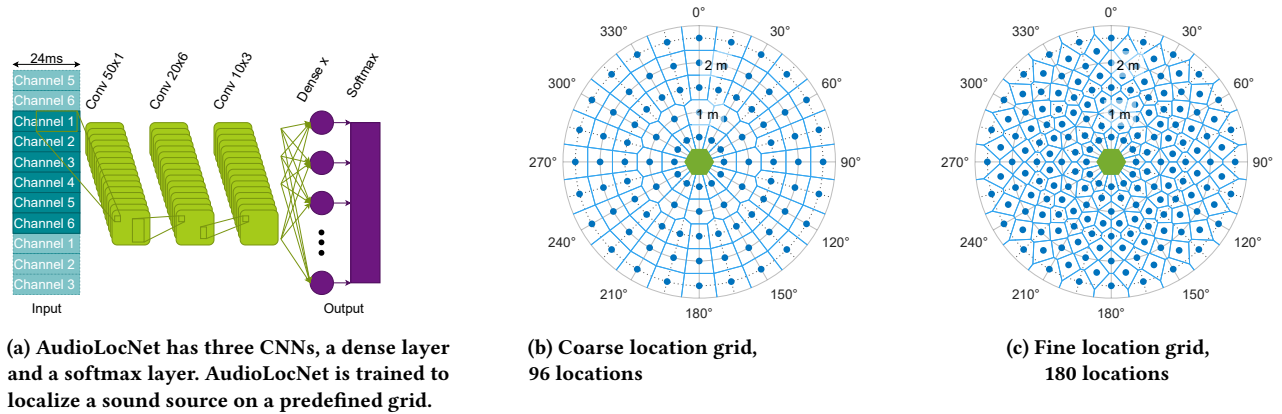 24ms
Conv 50x1
Conv 20x6
Conv 10x3
Dense x
Softmax
Channel 5
Channel 6
Channel 1
Channel 2
Channel 3
Channel 4
Channel 5
Channel 6
Channel 1
Channel 2
Channel 3
Input
Output
(a) AudioLocNet has three CNNs, a dense layer
and a softmax layer. AudioLocNet is trained to
localize a sound source on a predefined grid.
0°
30°
60°
90°
120°
150°
180°
210°
240°
270°
300°
330°
2 m
1 m
(b) Coarse location grid,
96 locations
0°
30°
60°
90°
120°
150°
180°
210°
240°
270°
300°
330°
2 m
1 m
(c) Fine location grid,
180 locations